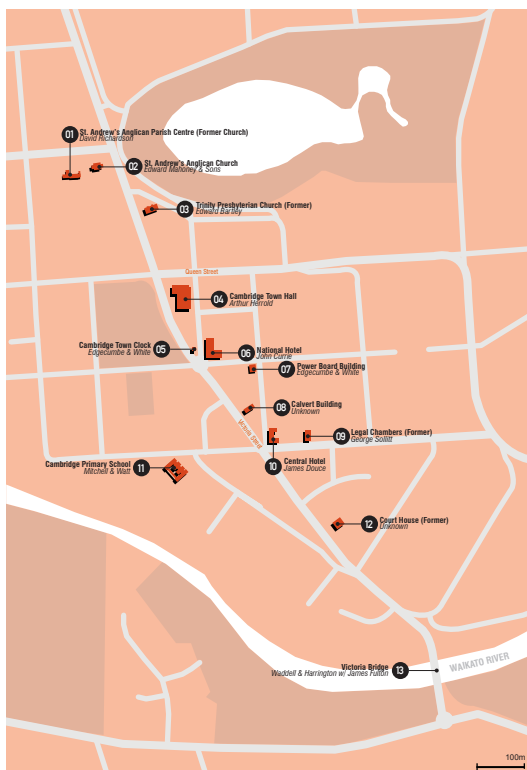 01 St. Andrew's Anglican Parish Centre (Former Church)
David Richardson
02 St. Andrew's Anglican Church
Edward Mahoney & Sons
03 Trinity Presbyterian Church (Former)
Edward Bartley
Queen Street
04 Cambridge Town Hall
Arthur Herrold
Cambridge Town Clock 05
Edgecumbe & White
06 National Hotel
John Currie
07 Power Board Building
Edgecumbe & White
08 Calvert Building
Unknown
Victoria Street
09 Legal Chambers (Former)
George Sollitt
10 Central Hotel
James Douce
Cambridge Primary School 11
Mitchell & Watt
12 Court House (Former)
Unknown
WAIKATO RIVER
Victoria Bridge 13
Waddell & Harrington w/ James Fulton
100m